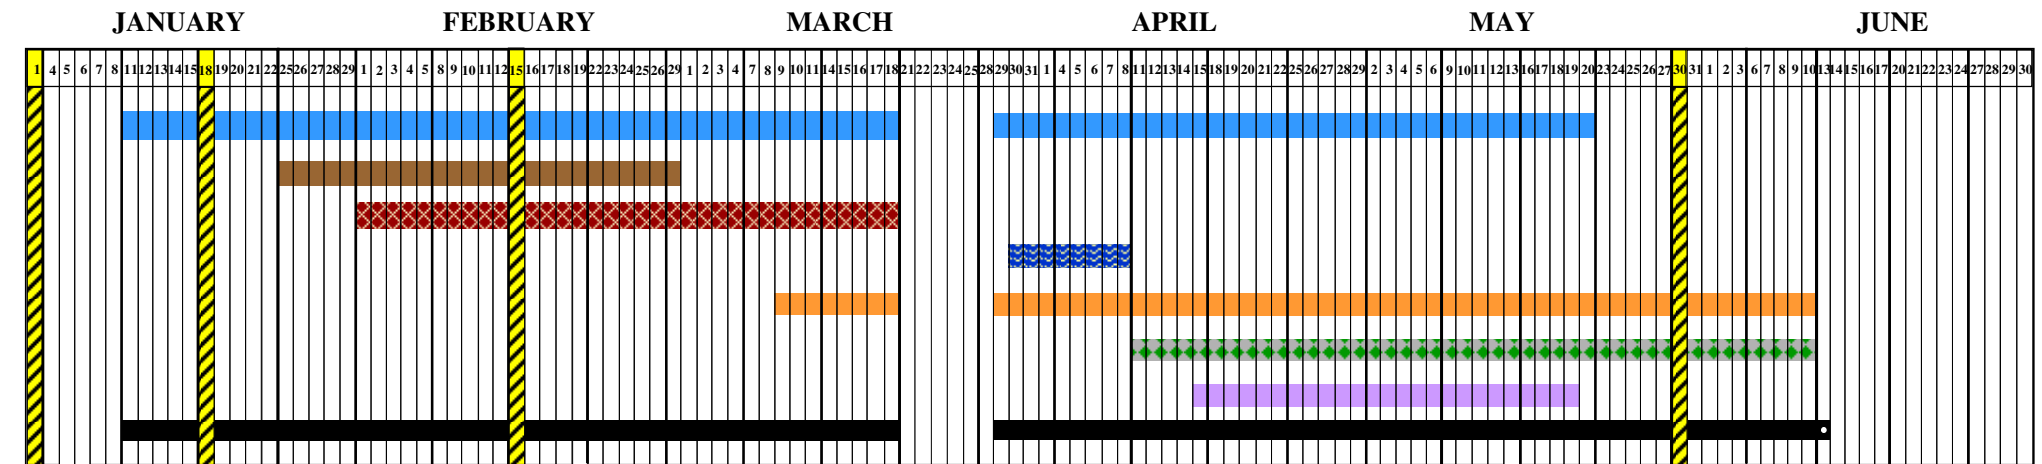 JANUARY FEBRUARY MARCH APRIL MAY JUNE
1 4 5 6 7 8 11 12 13 14 15 18 19 20 21 22 25 26 27 28 29 1 2 3 4 5 8 9 10 11 12 15 16 17 18 19 22 23 24 25 26 29 1 2 3 4 7 8 9 10 11 14 15 16 17 18 21 22 23 24 25 28 29 30 31 1 4 5 6 7 8 11 12 13 14 15 18 19 20 21 22 25 26 27 28 29 2 3 4 5 6 9 10 11 12 13 16 17 18 19 20 23 24 25 26 27 30 31 1 2 3 6 7 8 9 10 13 14 15 16 17 20 21 22 23 24 27 28 29 30